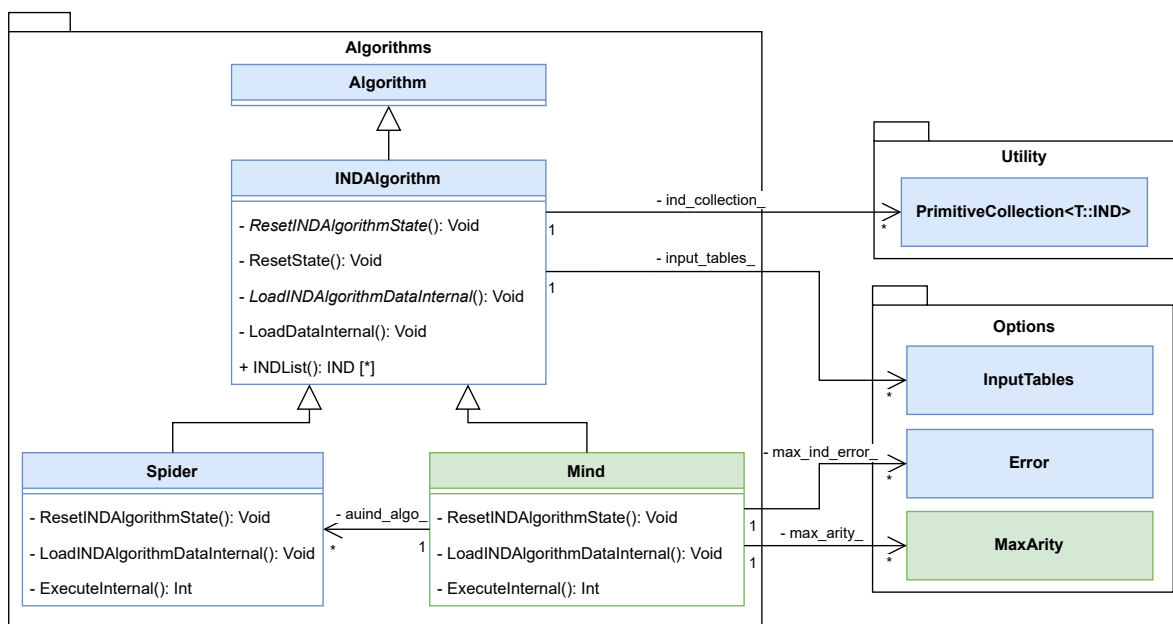 Algorithms
Algorithm
INDAlgorithm
- ResetINDAlgorithmState(): Void
- ResetState(): Void
- LoadINDAlgorithmDataInternal(): Void
- LoadDataInternal(): Void
+ INDList(): IND [*]
- ind_collection_
1
*
- input_tables_
1
*
Utility
PrimitiveCollection<T::IND>
Options
InputTables
Error
MaxArity
Spider
- ResetINDAlgorithmState(): Void
- LoadINDAlgorithmDataInternal(): Void
- ExecuteInternal(): Int
- auind_algo_
*
1
Mind
- ResetINDAlgorithmState(): Void
- LoadINDAlgorithmDataInternal(): Void
- ExecuteInternal(): Int
- max_ind_error_
1
*
- max_arity_
1
*